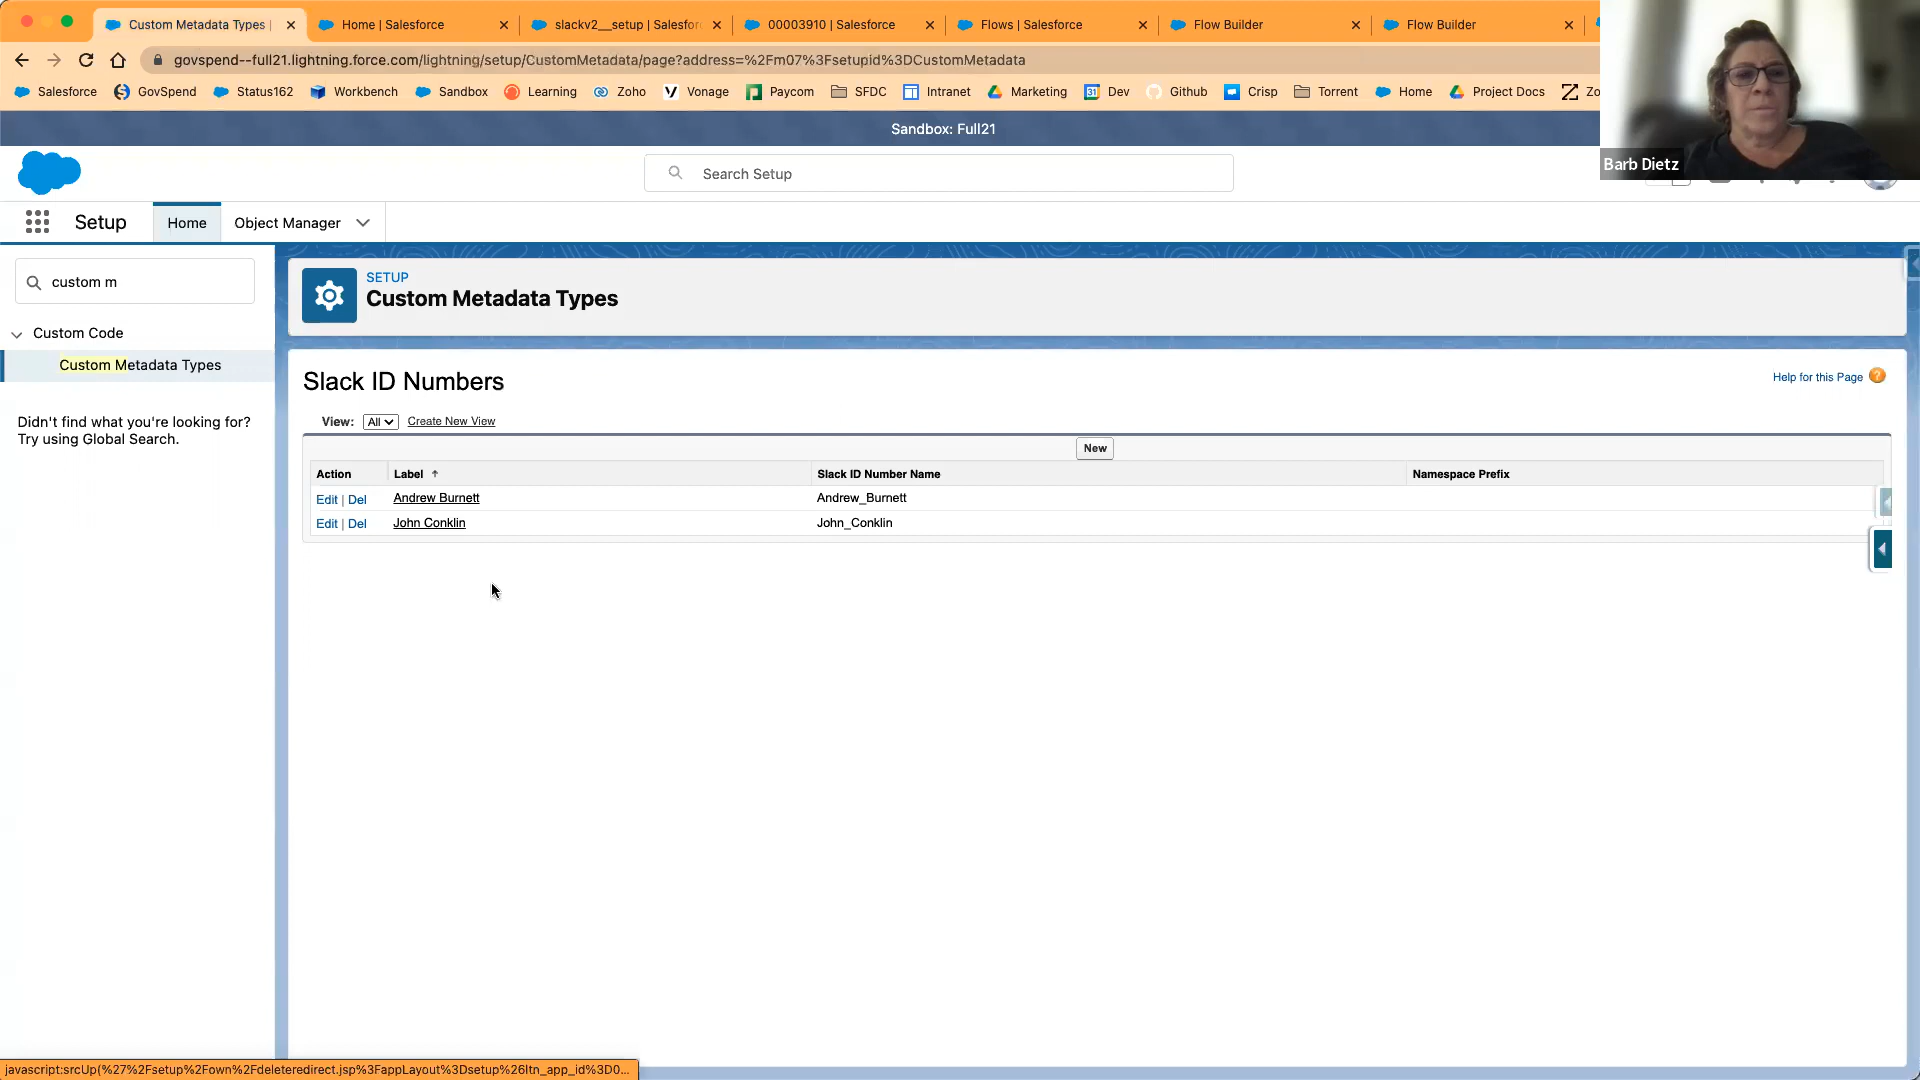 Custom Metadata Types |
Home | Salesforce
slackv2__setup | Salesfor
00003910 | Salesforce
Flows | Salesforce
Flow Builder
Flow Builder
govspend--full21.lightning.force.com/lightning/setup/CustomMetadata/page?address=%2Fm07%3Fsetupid%3DCustomMetadata
Salesforce
GovSpend
Status162
Workbench
Sandbox
Learning
Zoho
Vonage
Paycom
SFDC
Intranet
Marketing
Dev
Github
Crisp
Torrent
Home
Project Docs
Zo
Sandbox: Full21
Barb Dietz
Search Setup
Setup
Home
Object Manager
custom m
Custom Code
Custom Metadata Types
Didn't find what you're looking for?
Try using Global Search.
SETUP
Custom Metadata Types
Slack ID Numbers
Help for this Page ?
View: All Create New View
New
Action Label Slack ID Number Name Namespace Prefix
Edit | Del Andrew Burnett Andrew_Burnett
Edit | Del John Conklin John_Conklin
javascript:srcUp(%27%2Fsetup%2Fown%2Fdeleteredirect.jsp%3FappLayout%3Dsetup%26ltn_app_id%3D0...